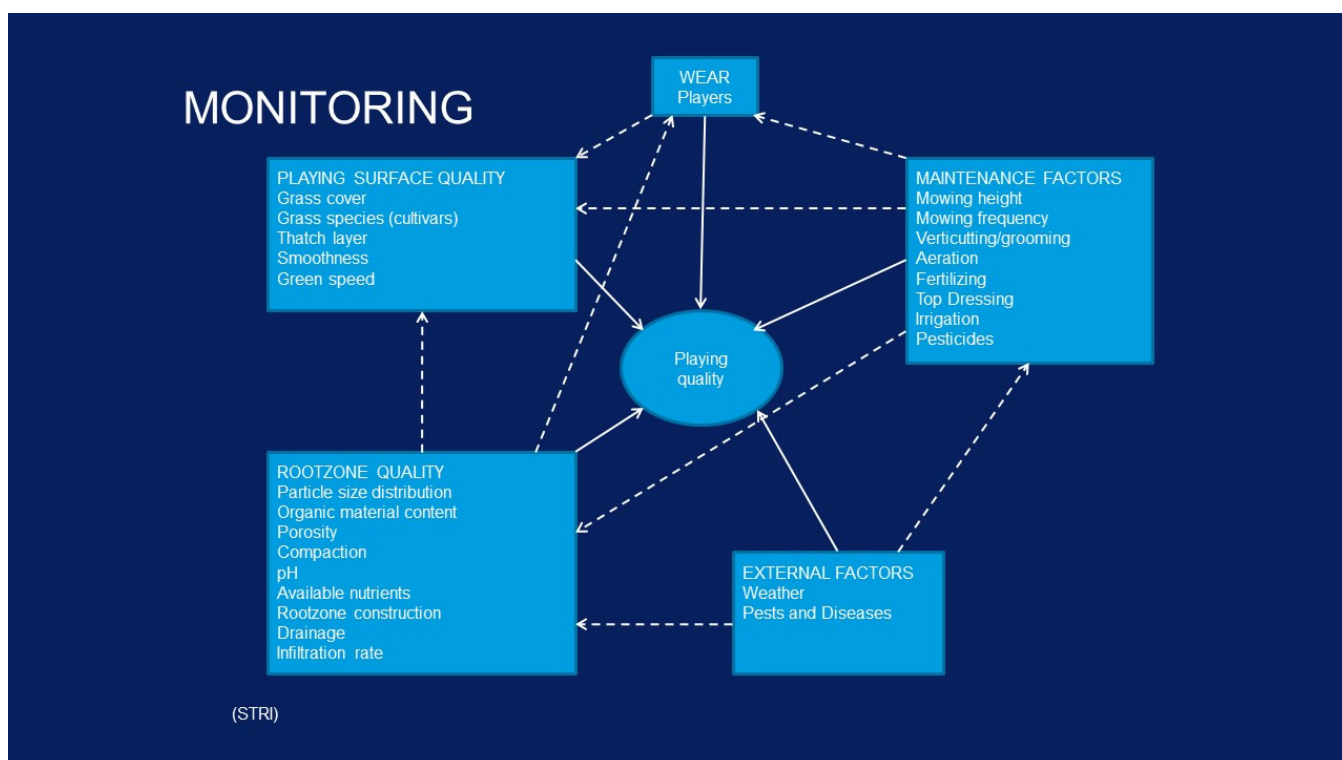 MONITORING
WEAR
Players
PLAYING SURFACE QUALITY
Grass cover
Grass species (cultivars)
Thatch layer
Smoothness
Green speed
MAINTENANCE FACTORS
Mowing height
Mowing frequency
Verticutting/grooming
Aeration
Fertilizing
Top Dressing
Irrigation
Pesticides
Playing
quality
ROOTZONE QUALITY
Particle size distribution
Organic material content
Porosity
Compaction
pH
Available nutrients
Rootzone construction
Drainage
Infiltration rate
EXTERNAL FACTORS
Weather
Pests and Diseases
(STRI)